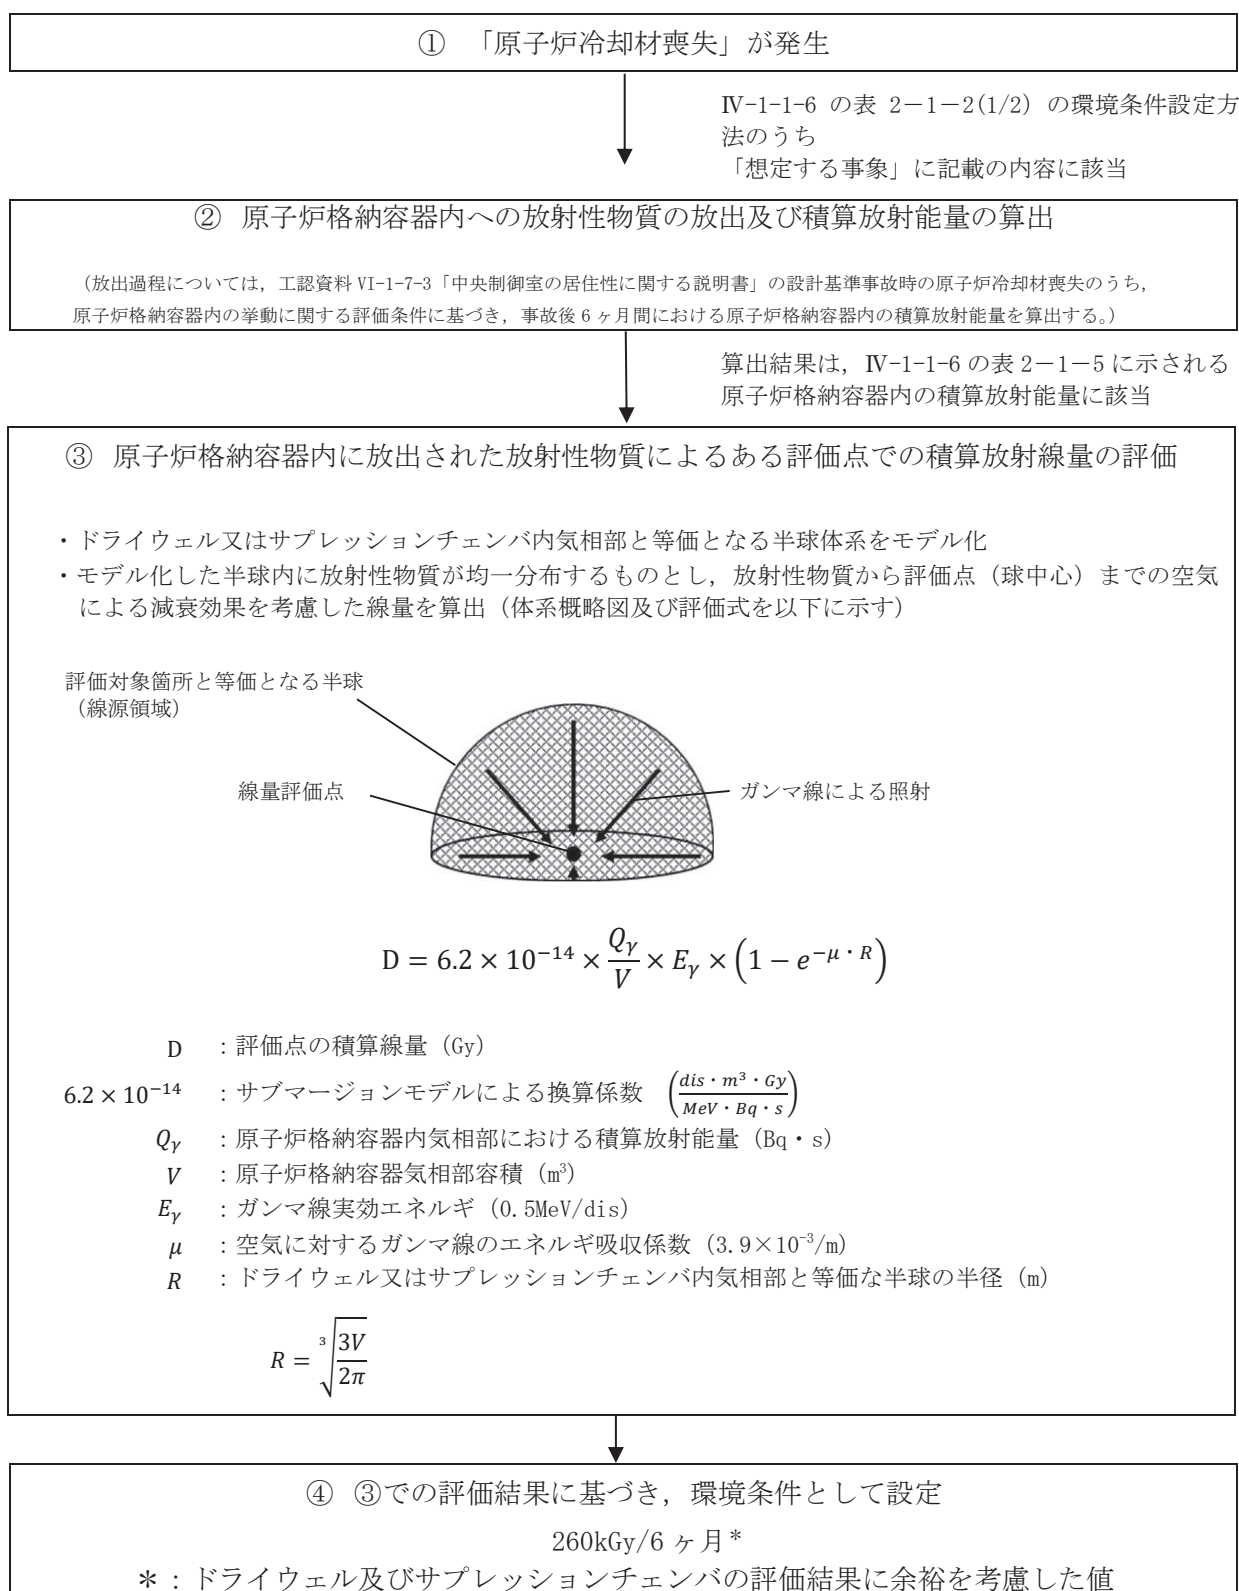 ① 「原子炉冷却材喪失」が発生
Ⅳ-1-1-6 の表 2－1－2(1/2) の環境条件設定方
法のうち
「想定する事象」に記載の内容に該当
② 原子炉格納容器内への放射性物質の放出及び積算放射能量の算出
（放出過程については，工認資料 VI-1-7-3「中央制御室の居住性に関する説明書」の設計基準事故時の原子炉冷却材喪失のうち，
原子炉格納容器内の挙動に関する評価条件に基づき，事故後 6 ヶ月間における原子炉格納容器内の積算放射能量を算出する。）
算出結果は，Ⅳ-1-1-6 の表 2－1－5 に示される
原子炉格納容器内の積算放射能量に該当
③ 原子炉格納容器内に放出された放射性物質によるある評価点での積算放射線量の評価
・ドライウェル又はサプレッションチェンバ内気相部と等価となる半球体系をモデル化
・モデル化した半球内に放射性物質が均一分布するものとし，放射性物質から評価点（球中心）までの空気
による減衰効果を考慮した線量を算出（体系概略図及び評価式を以下に示す）
評価対象箇所と等価となる半球
（線源領域）
線量評価点
ガンマ線による照射
D = 6.2 × 10⁻¹⁴ × Qγ/V × Eγ × (1 − e^(−μ・R))
D ：評価点の積算線量（Gy）
6.2 × 10⁻¹⁴ ：サブマージョンモデルによる換算係数 (dis・m³・Gy/MeV・Bq・s)
Qγ ：原子炉格納容器内気相部における積算放射能量（Bq・s）
V ：原子炉格納容器気相部容積（m³）
Eγ ：ガンマ線実効エネルギ（0.5MeV/dis）
μ ：空気に対するガンマ線のエネルギ吸収係数（3.9×10⁻³/m）
R ：ドライウェル又はサプレッションチェンバ内気相部と等価な半球の半径（m）
R = ³√(3V/2π)
④ ③での評価結果に基づき，環境条件として設定
260kGy/6 ヶ月*
＊：ドライウェル及びサプレッションチェンバの評価結果に余裕を考慮した値